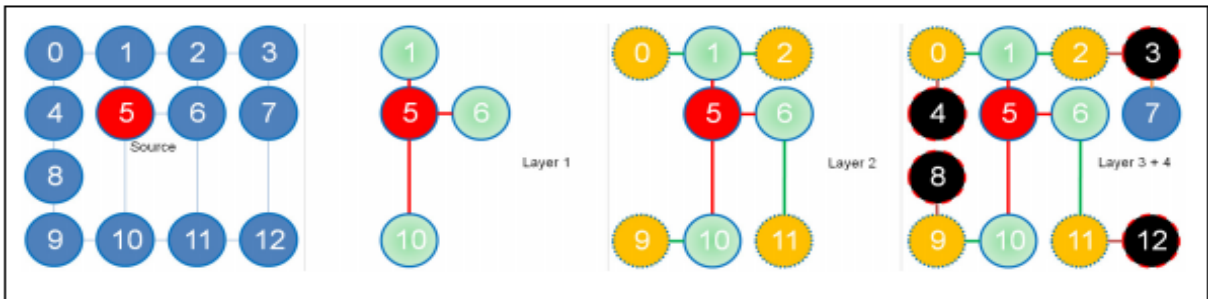 0 1 2 3
4 5 6 7
Source
8
9 10 11 12
1
5 6
Layer 1
10
0 1 2
5 6
Layer 2
9 10 11
0 1 2 3
4 5 6 7
8
Layer 3 + 4
9 10 11 12